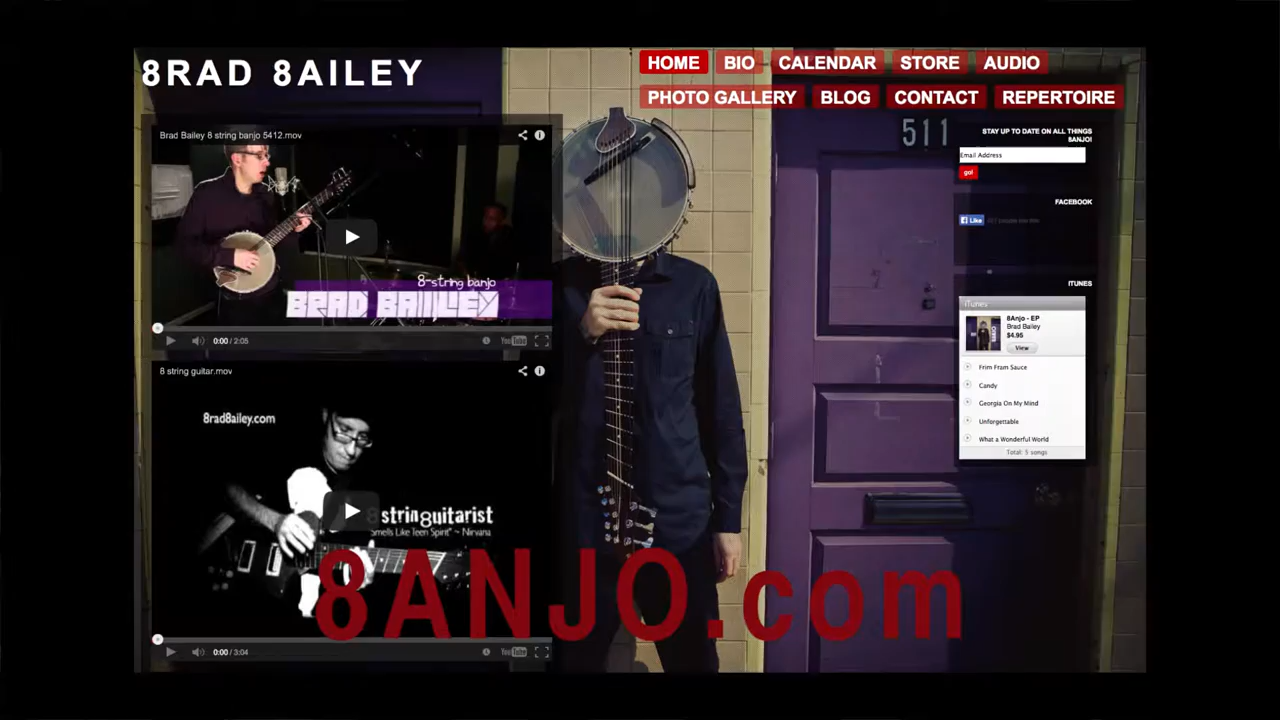 8RAD 8AILEY
HOME BIO CALENDAR STORE AUDIO
PHOTO GALLERY BLOG CONTACT REPERTOIRE
Brad Bailey 8 string banjo 5412.mov
8-string banjo
BRAD BAILEY
0:00 / 2:05
YouTube
8 string guitar.mov
8rad8ailey.com
8 strin8uitarist
Smells Like Teen Spirit" ~ Nirvana
0:00 / 3:04
YouTube
511
STAY UP TO DATE ON ALL THINGS
BANJO!
Email Address
go!
FACEBOOK
Like
ITUNES
iTunes
8Anjo - EP
Brad Bailey
$4.95
View
Frim Fram Sauce
Candy
Georgia On My Mind
Unforgettable
What a Wonderful World
Total: 5 songs
8ANJO.com